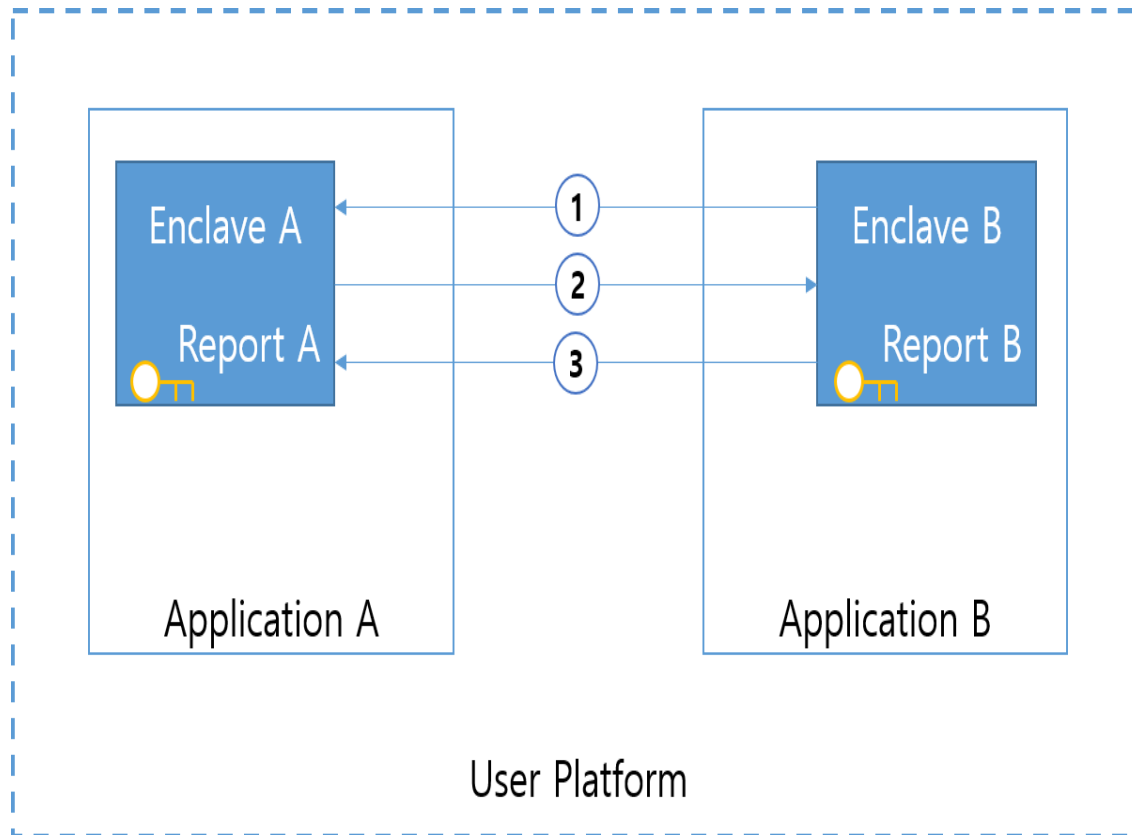 1
Enclave A
Enclave B
2
Report A
3
Report B
Application A
Application B
User Platform